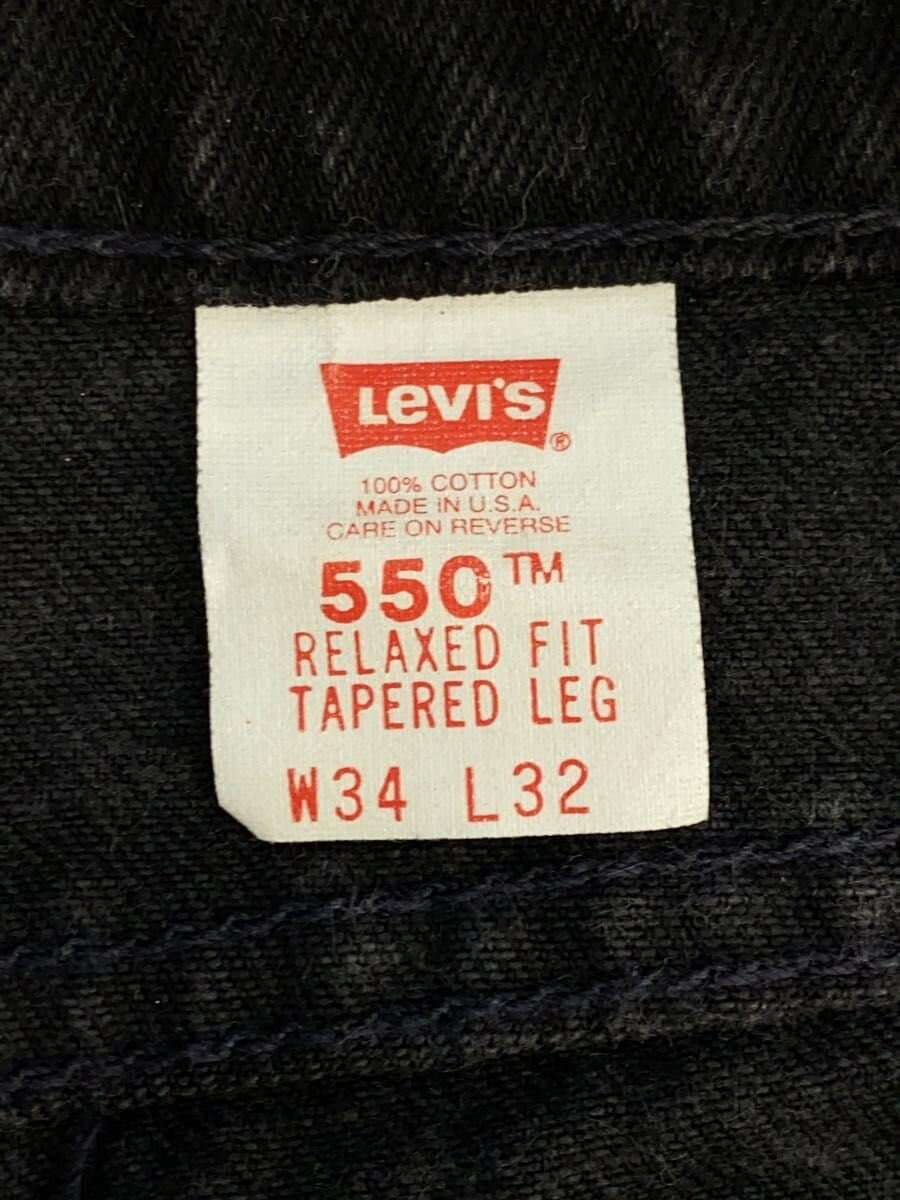 Levi's®
100% COTTON
MADE IN U.S.A.
CARE ON REVERSE
550™
RELAXED FIT
TAPERED LEG
W34 L32